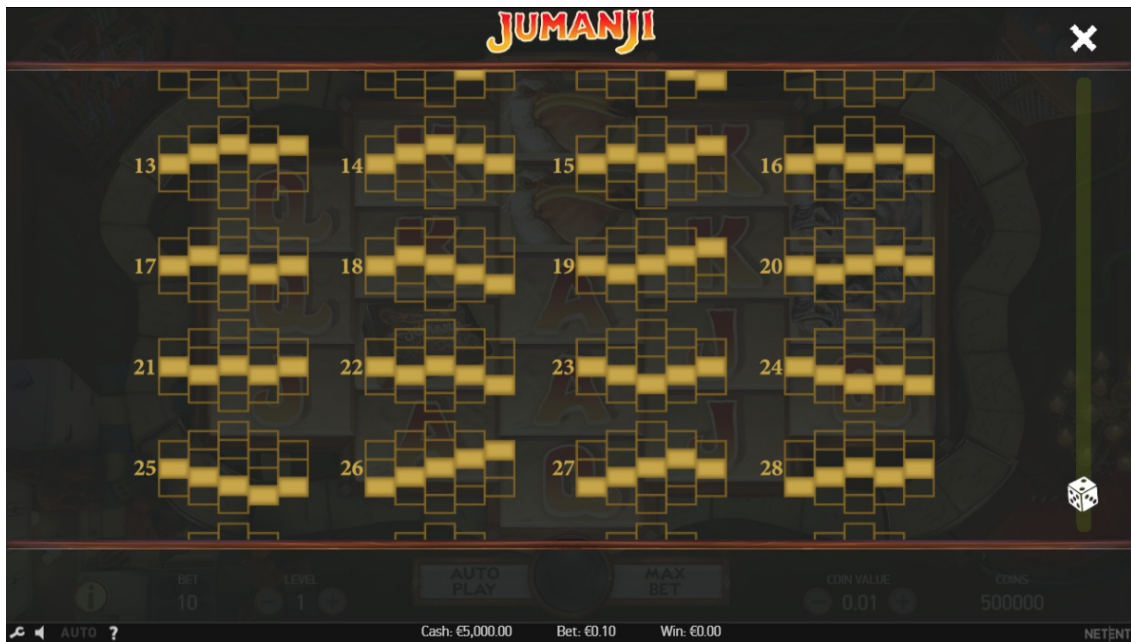 JUMANJI
13 14 15 16
17 18 19 20
21 22 23 24
25 26 27 28
BET LEVEL AUTO PLAY MAX BET COIN VALUE COINS
10 1 0.01 500000
AUTO ? Cash: €5,000.00 Bet: €0.10 Win: €0.00 NETENT